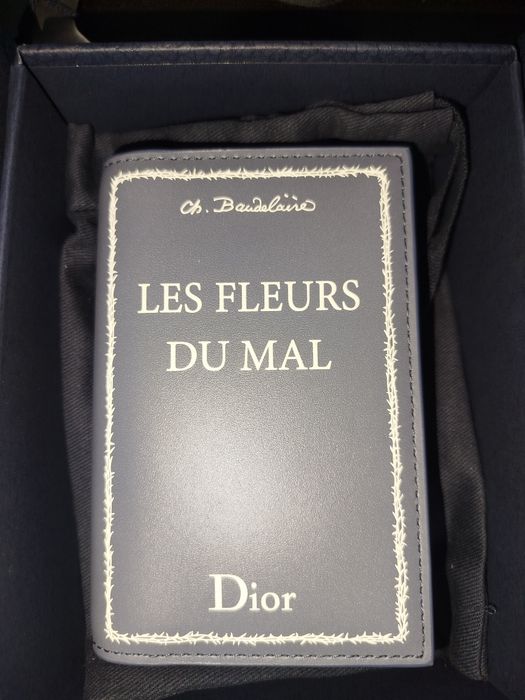 Ch. Baudelaire
LES FLEURS
DU MAL
Dior